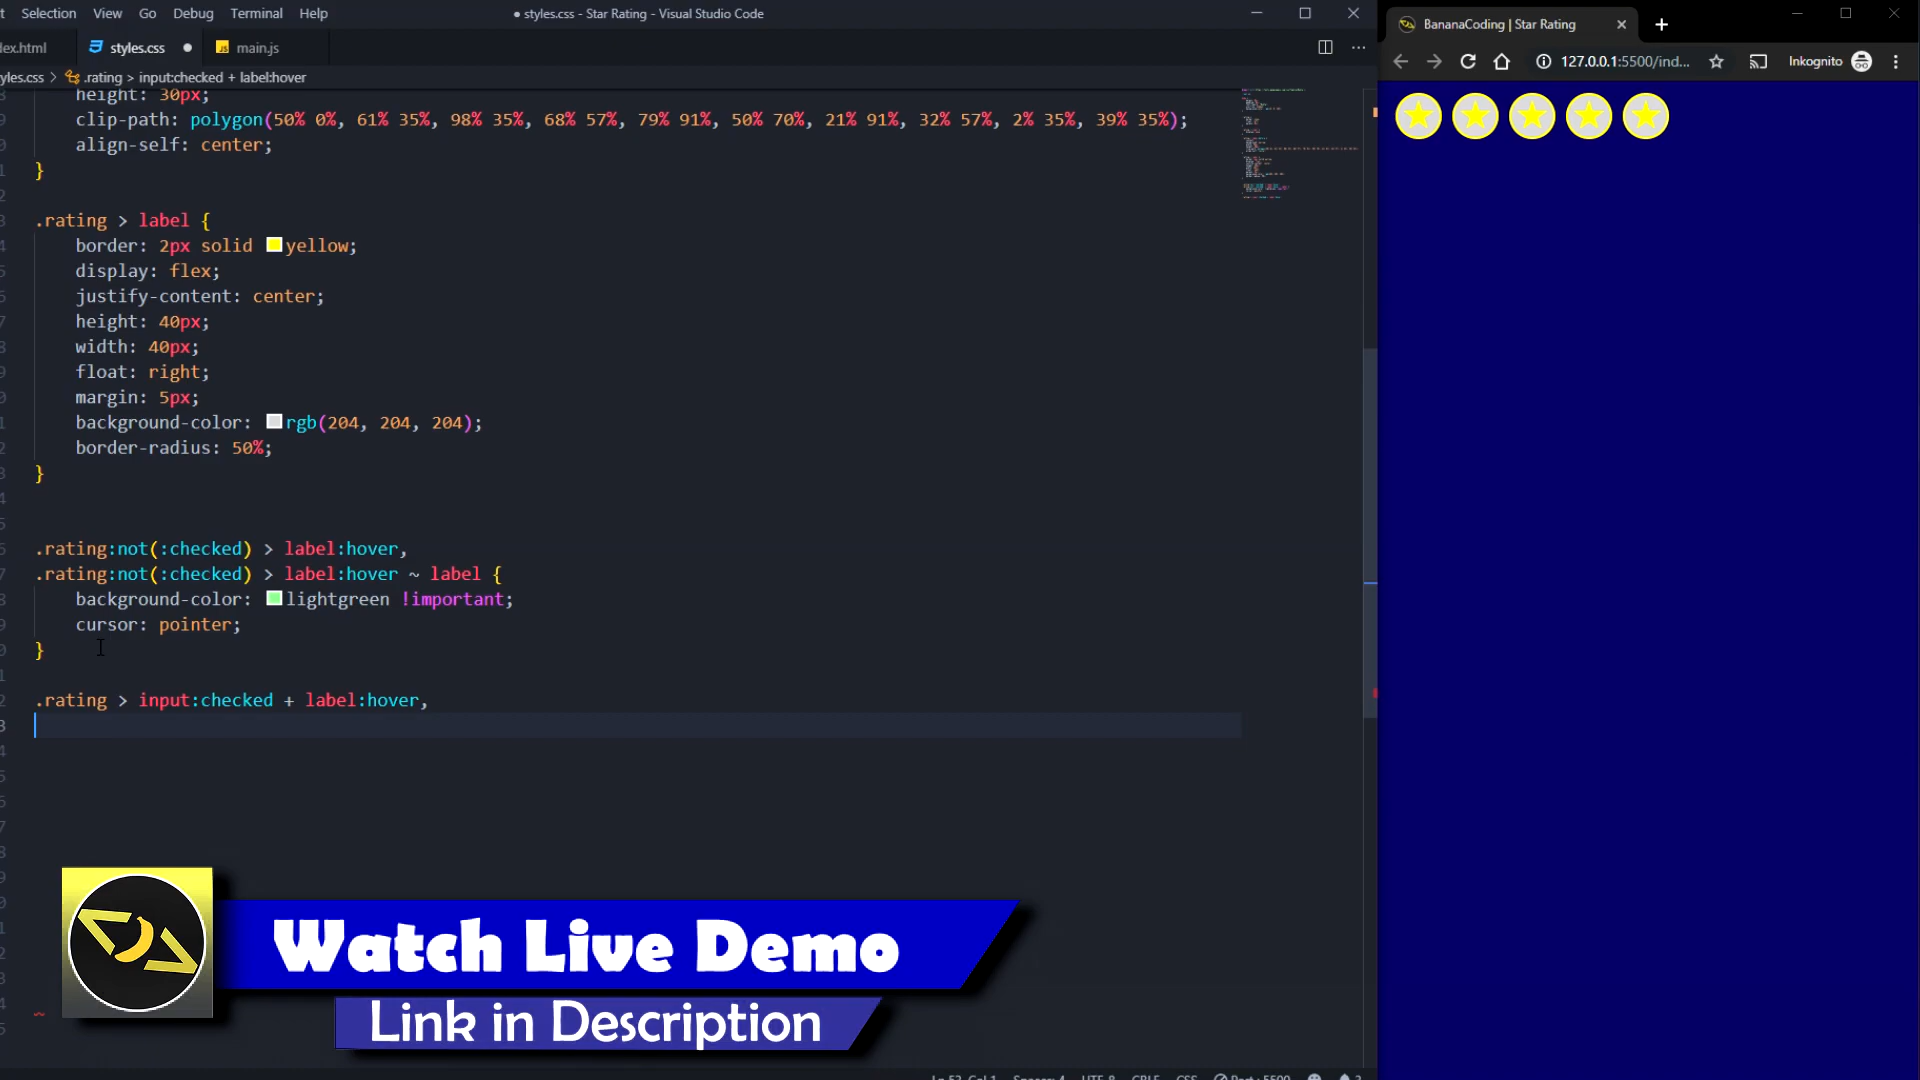 Selection View Go Debug Terminal Help
styles.css - Star Rating - Visual Studio Code
styles.css
main.js
.rating > input:checked + label:hover
height: 30px;
clip-path: polygon(50% 0%, 61% 35%, 98% 35%, 68% 57%, 79% 91%, 50% 70%, 21% 91%, 32% 57%, 2% 35%, 39% 35%);
align-self: center;
}
.rating > label {
border: 2px solid yellow;
display: flex;
justify-content: center;
height: 40px;
width: 40px;
float: right;
margin: 5px;
background-color: rgb(204, 204, 204);
border-radius: 50%;
}
.rating:not(:checked) > label:hover,
.rating:not(:checked) > label:hover ~ label {
background-color: lightgreen !important;
cursor: pointer;
}
.rating > input:checked + label:hover,
BananaCoding | Star Rating
127.0.0.1:5500/ind...
Inkognito
Watch Live Demo
Link in Description